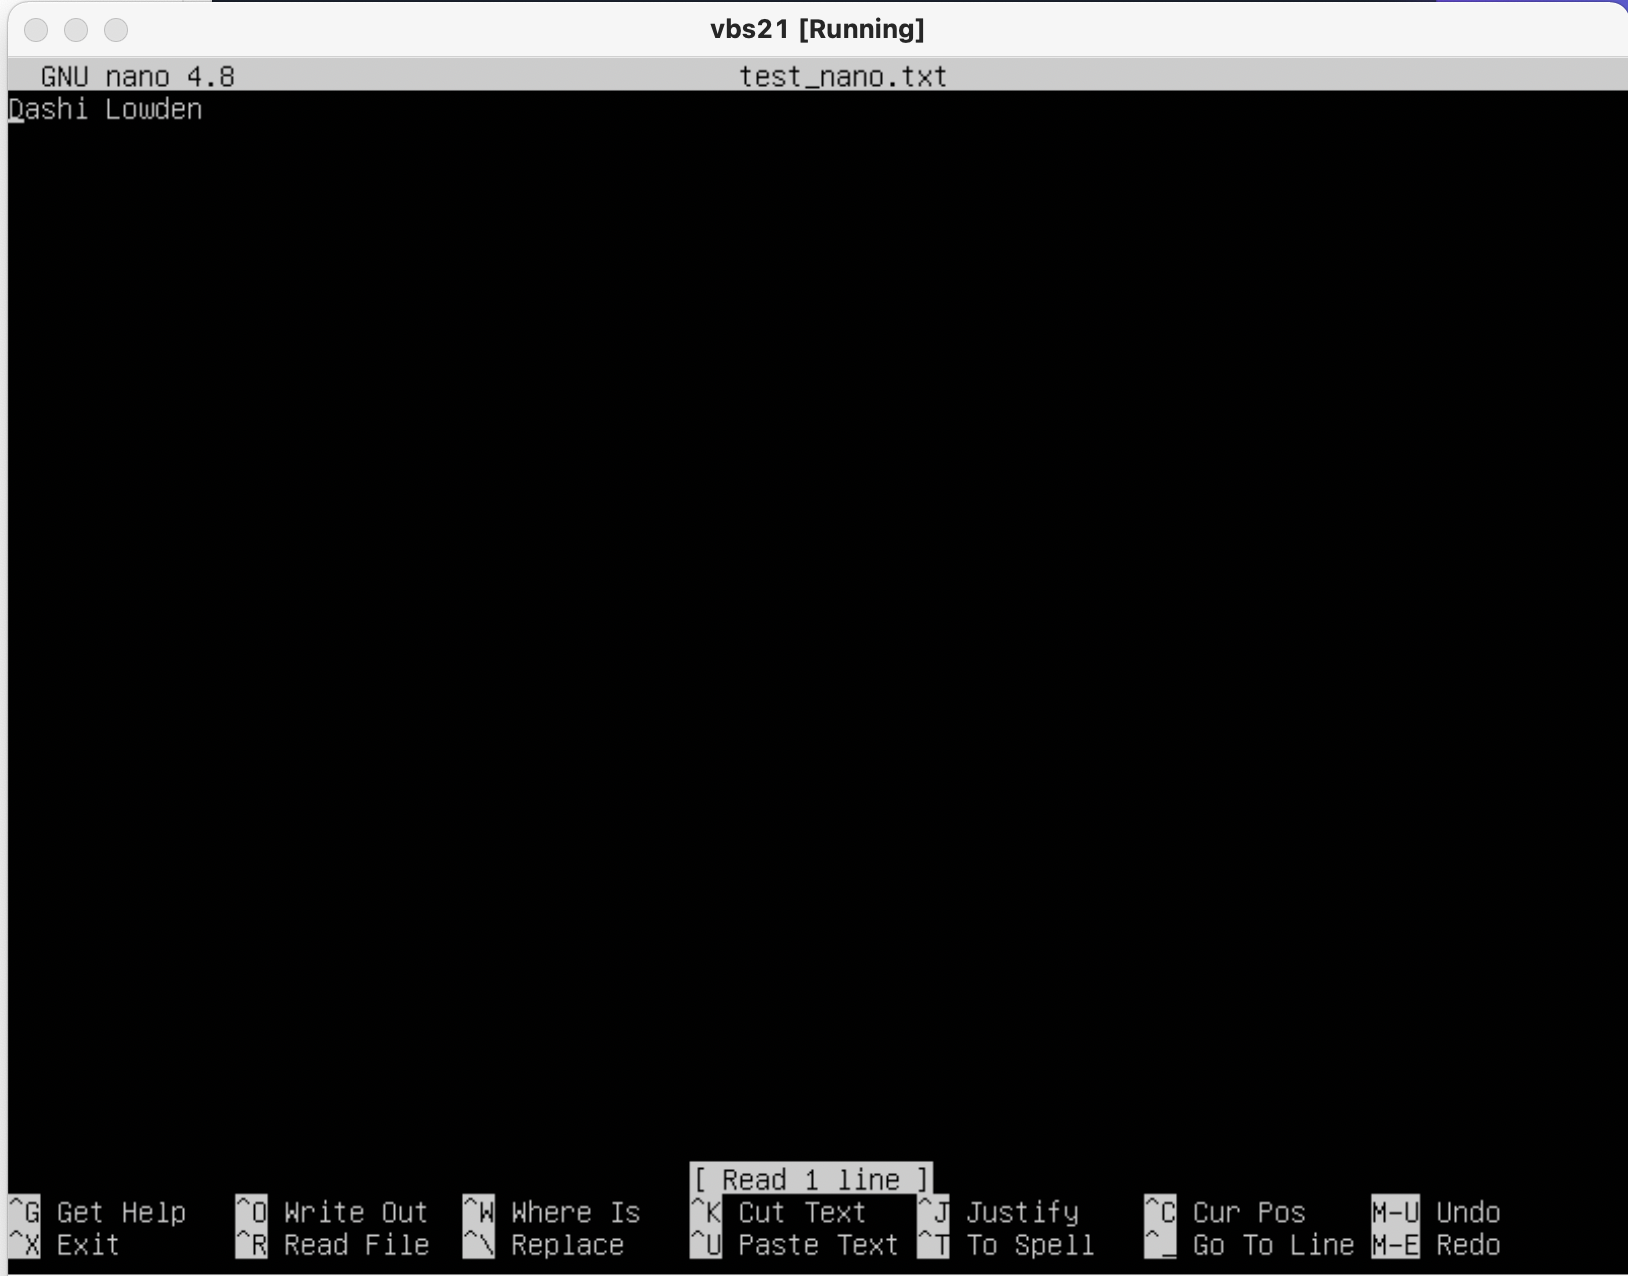 vbs21 [Running]
GNU nano 4.8 test_nano.txt
Dashi Lowden
[ Read 1 line ]
^G Get Help ^O Write Out ^W Where Is ^K Cut Text ^J Justify ^C Cur Pos M-U Undo
^X Exit ^R Read File ^\ Replace ^U Paste Text ^T To Spell ^_ Go To Line M-E Redo